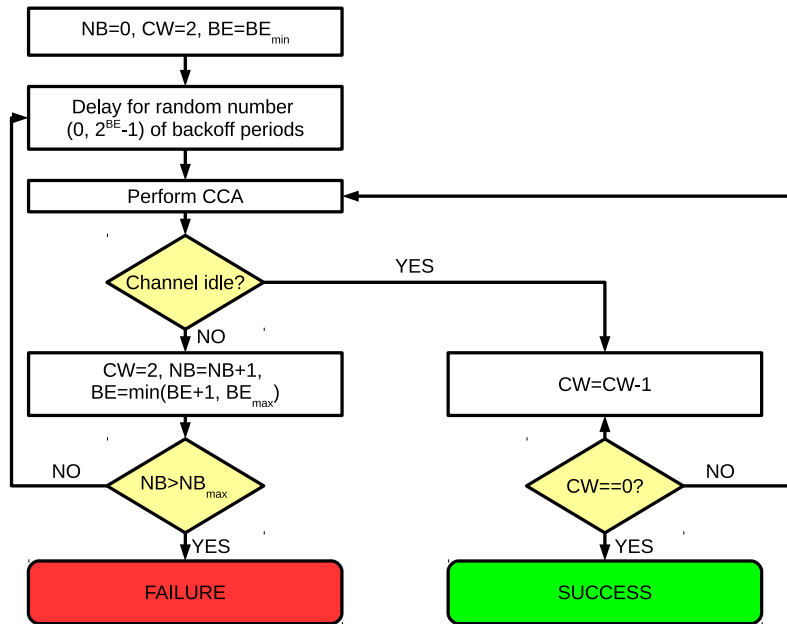 NB=0, CW=2, BE=BEmin
Delay for random number
(0, 2^BE-1) of backoff periods
Perform CCA
Channel idle?
YES
NO
CW=2, NB=NB+1,
BE=min(BE+1, BEmax)
CW=CW-1
NO
NB>NBmax
CW==0?
NO
YES
YES
FAILURE
SUCCESS